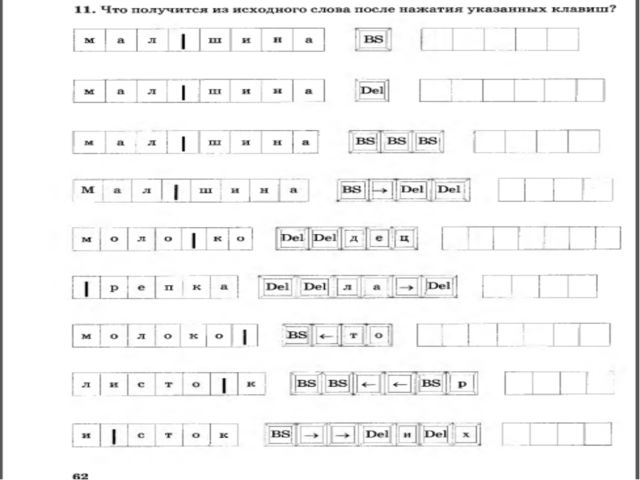 11. Что получится из исходного слова после нажатия указанных клавиш?
м а л | ш и н а BS
м а л | ш и н а Del
м а л | ш и н а BS BS BS
М а л | ш и н а BS → Del Del
м о л о | к о Del Del д е ц
| р е п к а Del Del л а → Del
м о л о к о | BS ← т о
л и с т о | к BS BS ← ← BS р
и | с т о к BS → → Del и Del х
62